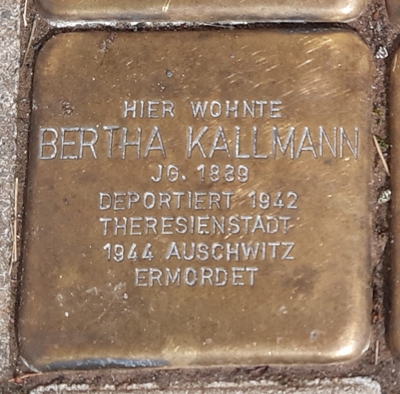 HIER WOHNTE
BERTHA KALLMANN
JG. 1889
DEPORTIERT 1942
THERESIENSTADT
1944 AUSCHWITZ
ERMORDET